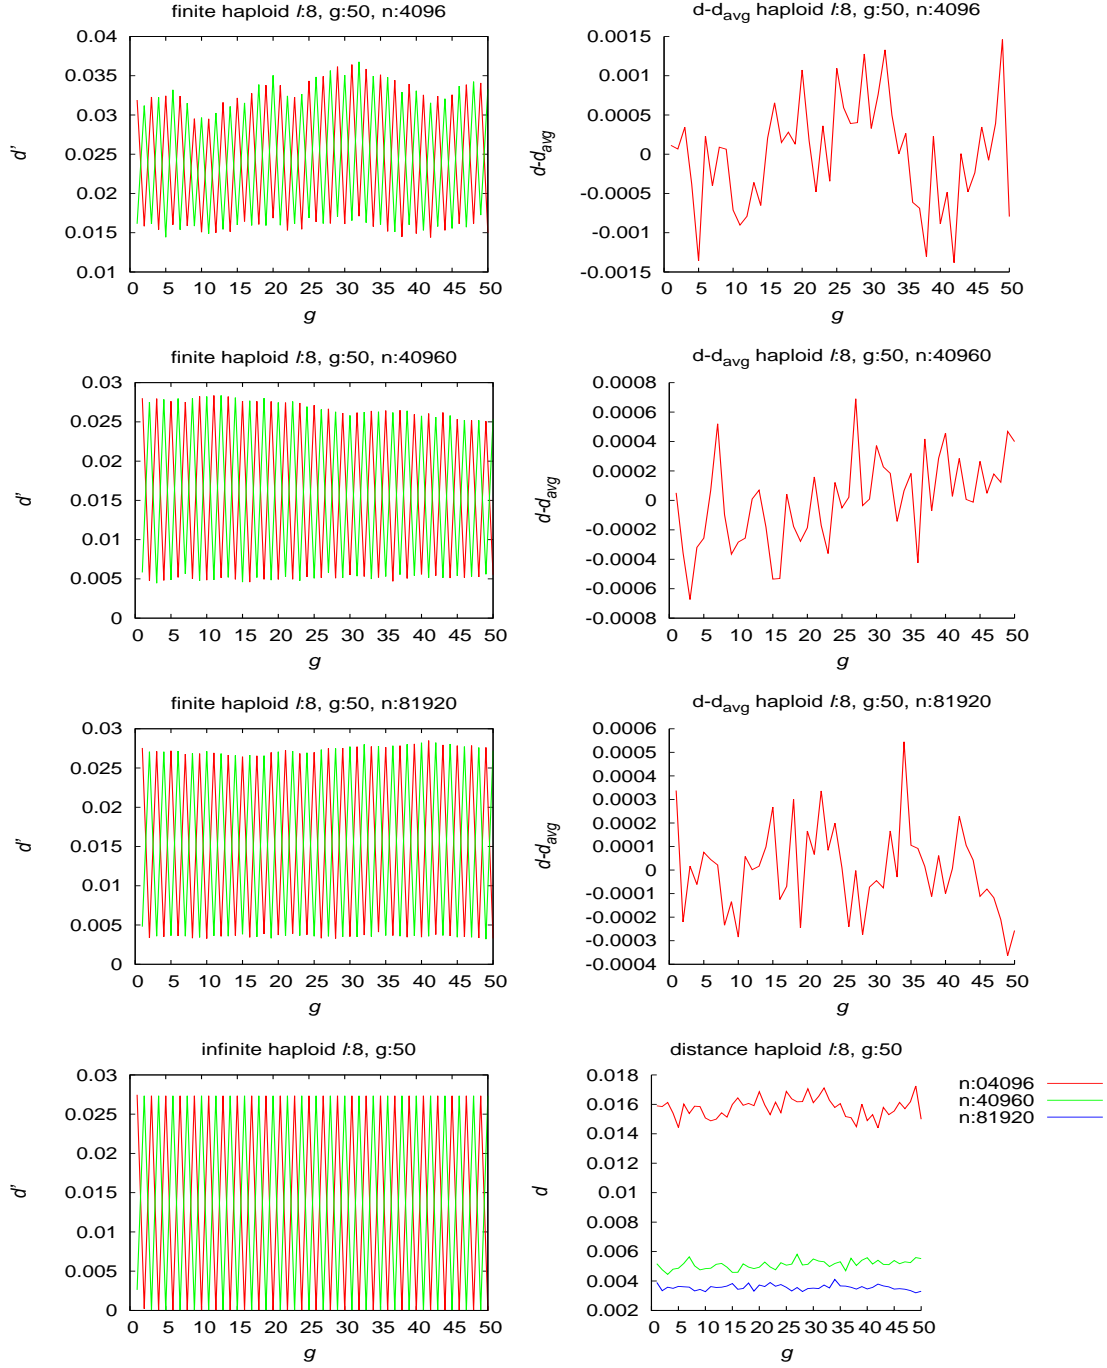 finite haploid l:8, g:50, n:4096
0.04
0.035
0.03
0.025
0.02
0.015
0.01
d'
0 5 10 15 20 25 30 35 40 45 50
g
d-davg haploid l:8, g:50, n:4096
0.0015
0.001
0.0005
0
-0.0005
-0.001
-0.0015
d-davg
0 5 10 15 20 25 30 35 40 45 50
g
finite haploid l:8, g:50, n:40960
0.03
0.025
0.02
0.015
0.01
0.005
0
d'
0 5 10 15 20 25 30 35 40 45 50
g
d-davg haploid l:8, g:50, n:40960
0.0008
0.0006
0.0004
0.0002
0
-0.0002
-0.0004
-0.0006
-0.0008
d-davg
0 5 10 15 20 25 30 35 40 45 50
g
finite haploid l:8, g:50, n:81920
0.03
0.025
0.02
0.015
0.01
0.005
0
d'
0 5 10 15 20 25 30 35 40 45 50
g
d-davg haploid l:8, g:50, n:81920
0.0006
0.0005
0.0004
0.0003
0.0002
0.0001
0
-0.0001
-0.0002
-0.0003
-0.0004
d-davg
0 5 10 15 20 25 30 35 40 45 50
g
infinite haploid l:8, g:50
0.03
0.025
0.02
0.015
0.01
0.005
0
d'
0 5 10 15 20 25 30 35 40 45 50
g
distance haploid l:8, g:50
0.018
0.016
0.014
0.012
0.01
0.008
0.006
0.004
0.002
d
0 5 10 15 20 25 30 35 40 45 50
g
n:04096
n:40960
n:81920